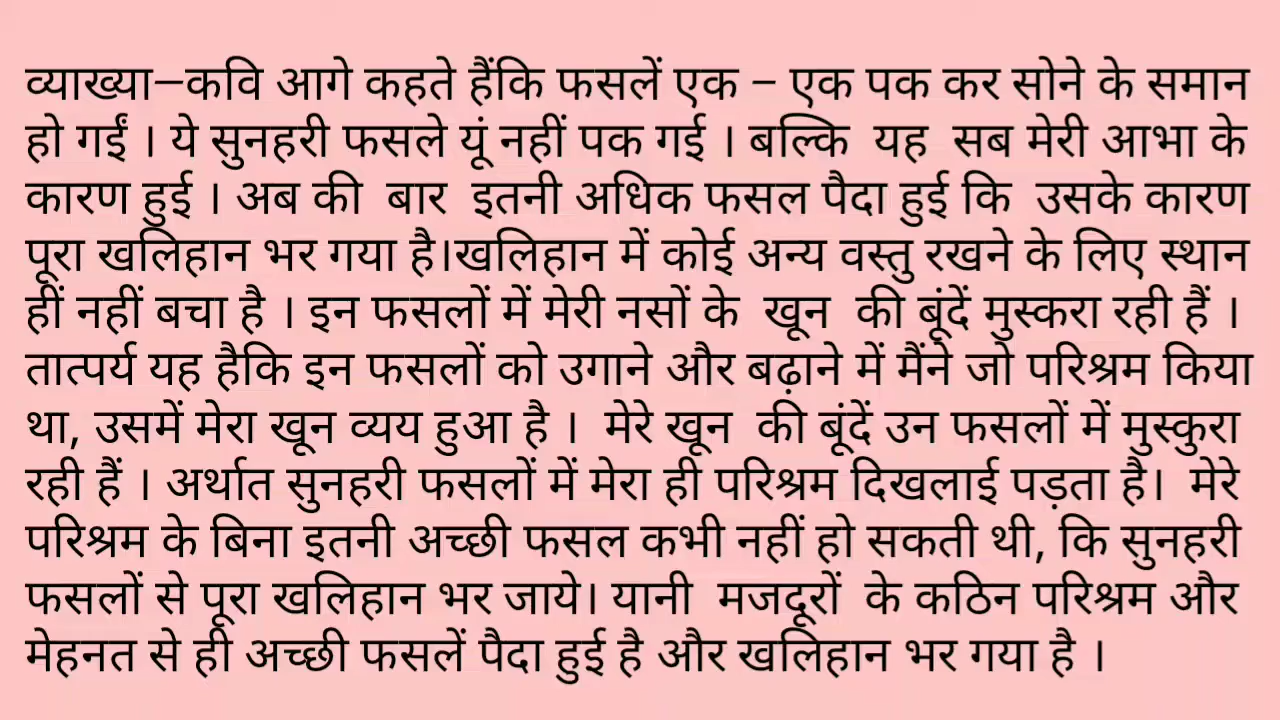 व्याख्या–कवि आगे कहते हैंकि फसलें एक – एक पक कर सोने के समान
हो गईं । ये सुनहरी फसले यूं नहीं पक गई । बल्कि यह सब मेरी आभा के
कारण हुई । अब की बार इतनी अधिक फसल पैदा हुई कि उसके कारण
पूरा खलिहान भर गया है।खलिहान में कोई अन्य वस्तु रखने के लिए स्थान
हीं नहीं बचा है । इन फसलों में मेरी नसों के खून की बूंदें मुस्करा रही हैं ।
तात्पर्य यह हैकि इन फसलों को उगाने और बढ़ाने में मैंने जो परिश्रम किया
था, उसमें मेरा खून व्यय हुआ है । मेरे खून की बूंदें उन फसलों में मुस्कुरा
रही हैं । अर्थात सुनहरी फसलों में मेरा ही परिश्रम दिखलाई पड़ता है। मेरे
परिश्रम के बिना इतनी अच्छी फसल कभी नहीं हो सकती थी, कि सुनहरी
फसलों से पूरा खलिहान भर जाये। यानी मजदूरों के कठिन परिश्रम और
मेहनत से ही अच्छी फसलें पैदा हुई है और खलिहान भर गया है ।